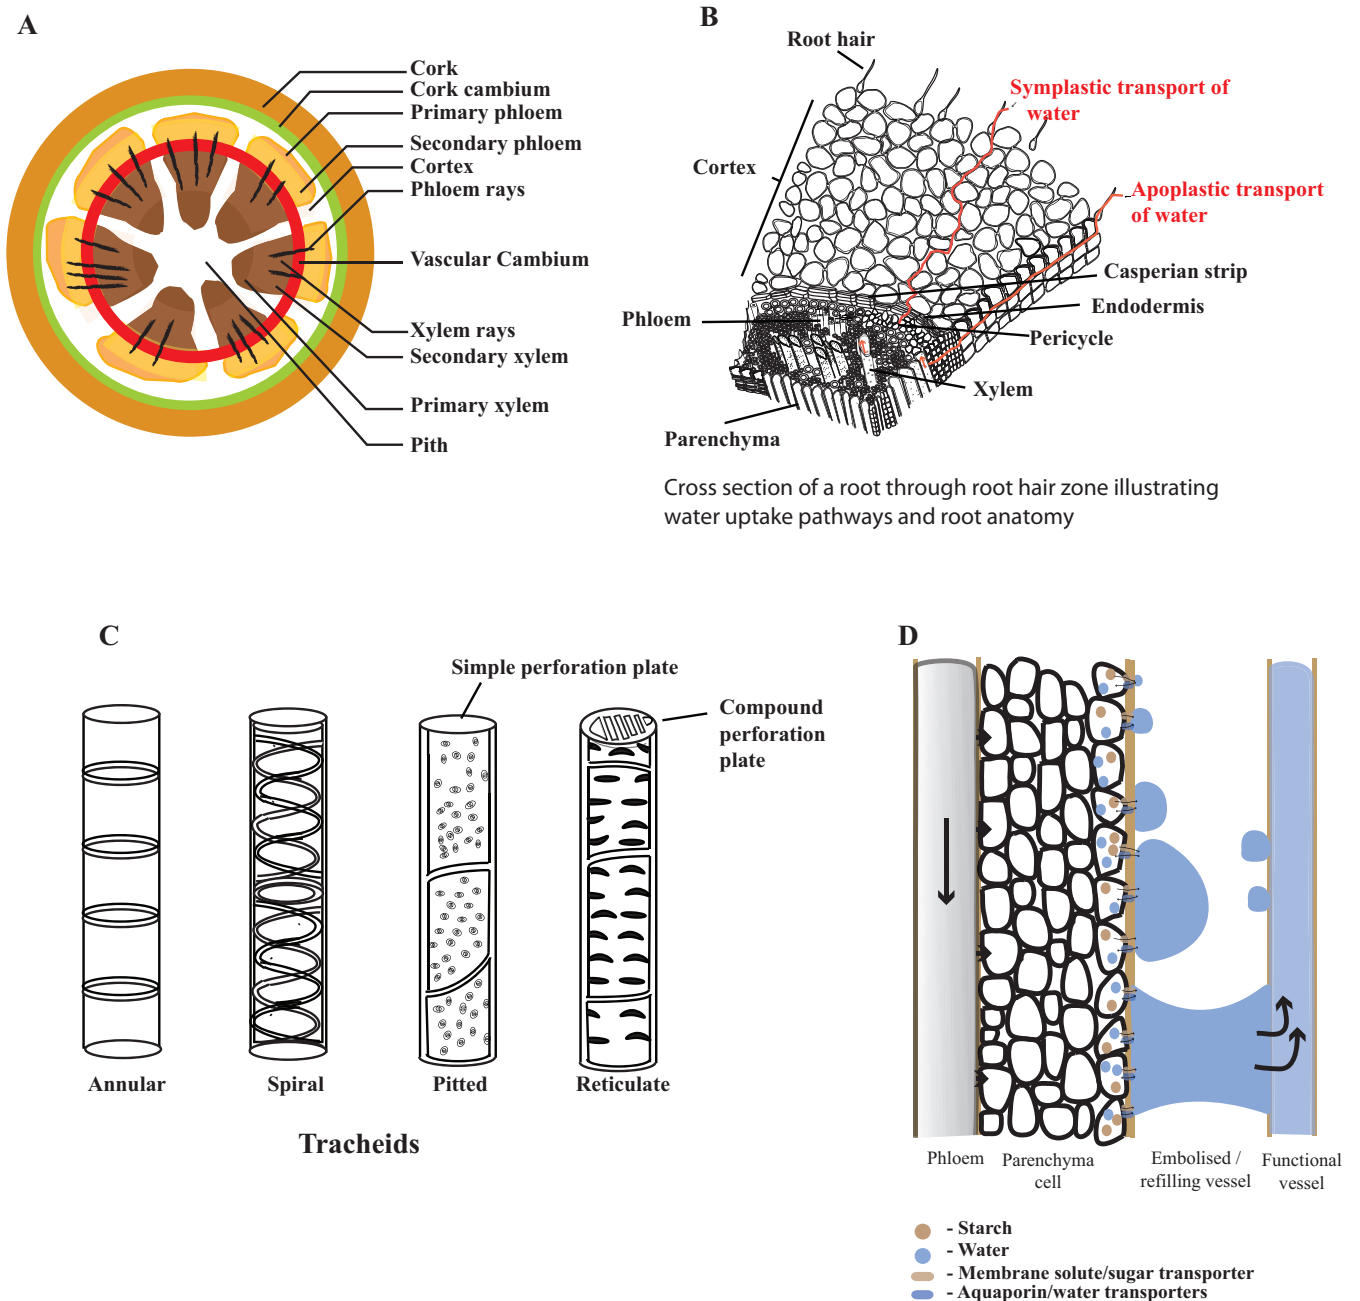 A
Cork
Cork cambium
Primary phloem
Secondary phloem
Cortex
Phloem rays
Vascular Cambium
Xylem rays
Secondary xylem
Primary xylem
Pith
B
Root hair
Symplastic transport of
water
Cortex
Apoplastic transport
of water
Casperian strip
Endodermis
Phloem
Pericycle
Xylem
Parenchyma
Cross section of a root through root hair zone illustrating
water uptake pathways and root anatomy
C
Simple perforation plate
Compound
perforation
plate
Annular
Spiral
Pitted
Reticulate
Tracheids
D
Phloem
Parenchyma
cell
Embolised /
refilling vessel
Functional
vessel
- Starch
- Water
- Membrane solute/sugar transporter
- Aquaporin/water transporters